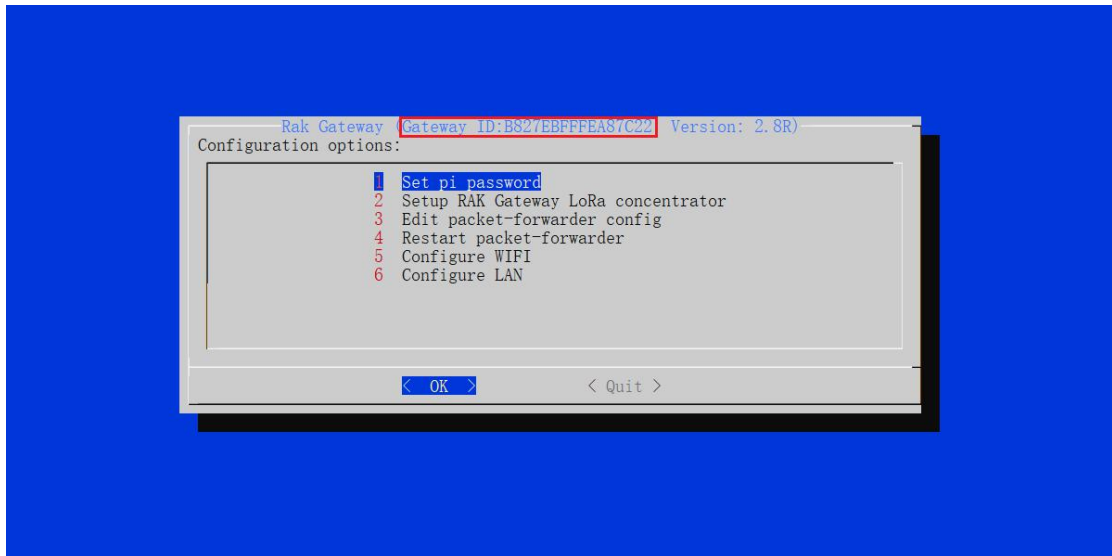 Rak Gateway (Gateway ID:B827EBFFFEA87C22 Version: 2.8R)
Configuration options:
1 Set pi password
2 Setup RAK Gateway LoRa concentrator
3 Edit packet-forwarder config
4 Restart packet-forwarder
5 Configure WIFI
6 Configure LAN
< OK > < Quit >